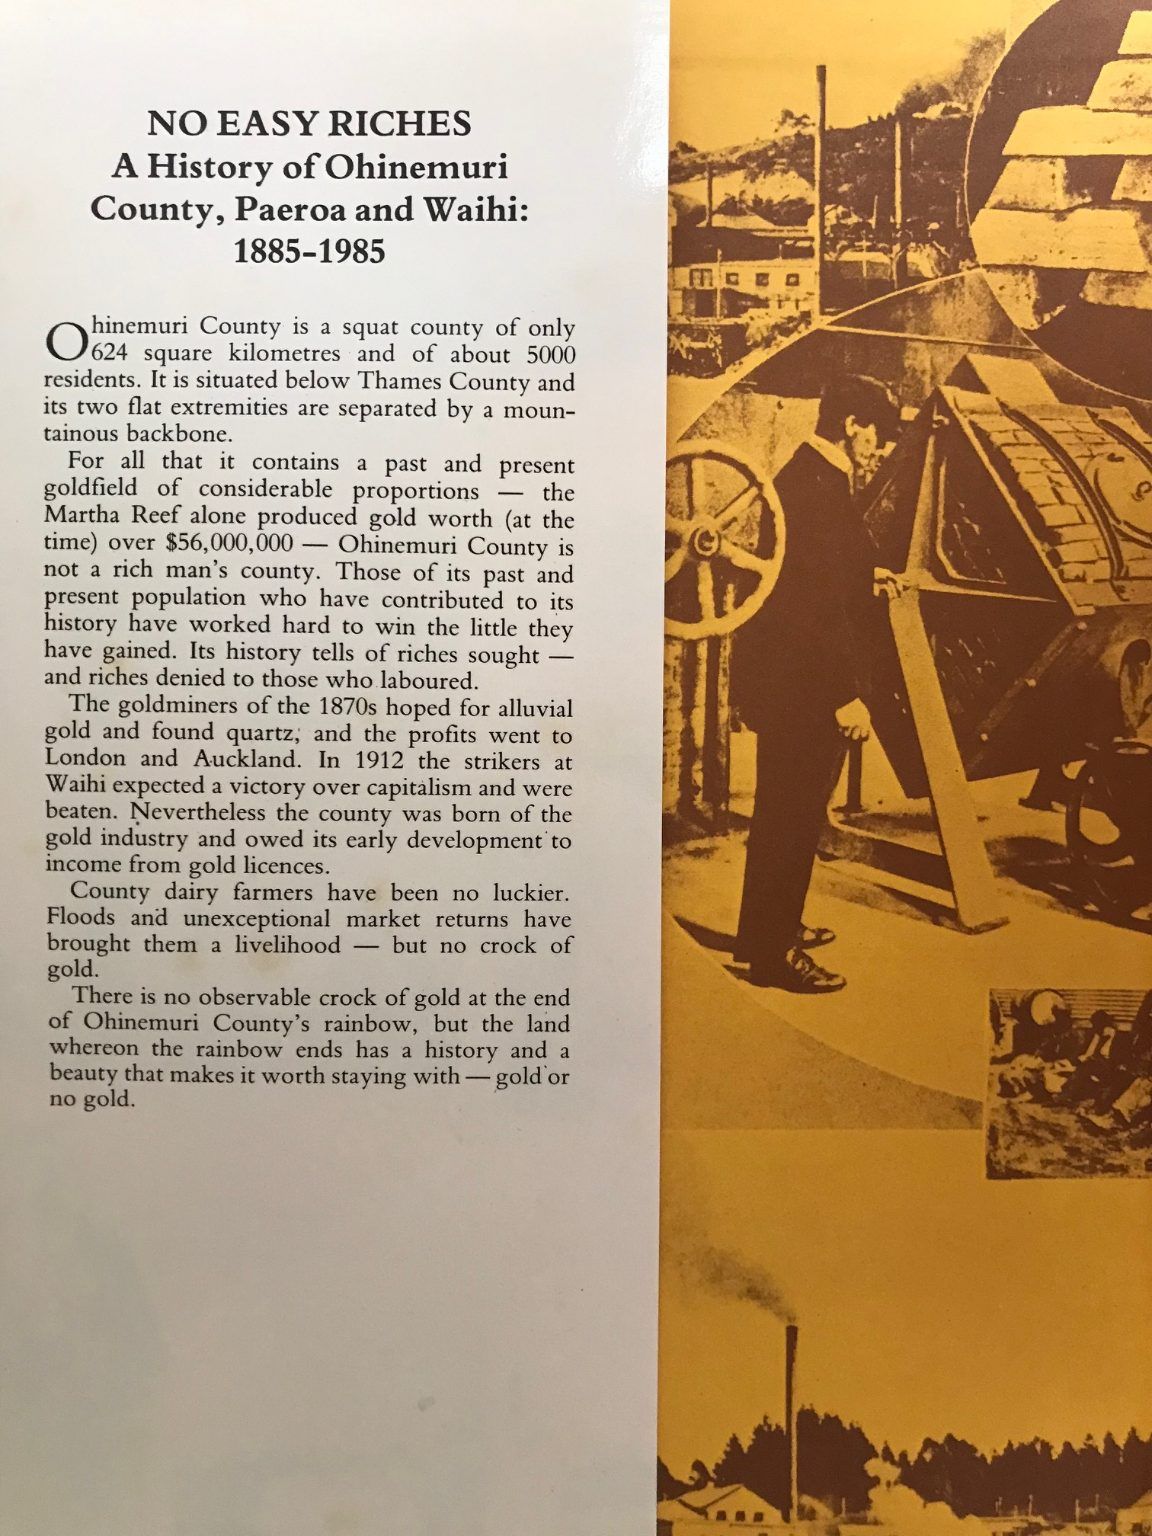 NO EASY RICHES
A History of Ohinemuri
County, Paeroa and Waihi:
1885-1985
Ohinemuri County is a squat county of only
624 square kilometres and of about 5000
residents. It is situated below Thames County and
its two flat extremities are separated by a moun-
tainous backbone.
For all that it contains a past and present
goldfield of considerable proportions — the
Martha Reef alone produced gold worth (at the
time) over $56,000,000 — Ohinemuri County is
not a rich man's county. Those of its past and
present population who have contributed to its
history have worked hard to win the little they
have gained. Its history tells of riches sought —
and riches denied to those who laboured.
The goldminers of the 1870s hoped for alluvial
gold and found quartz, and the profits went to
London and Auckland. In 1912 the strikers at
Waihi expected a victory over capitalism and were
beaten. Nevertheless the county was born of the
gold industry and owed its early development to
income from gold licences.
County dairy farmers have been no luckier.
Floods and unexceptional market returns have
brought them a livelihood — but no crock of
gold.
There is no observable crock of gold at the end
of Ohinemuri County's rainbow, but the land
whereon the rainbow ends has a history and a
beauty that makes it worth staying with — gold or
no gold.